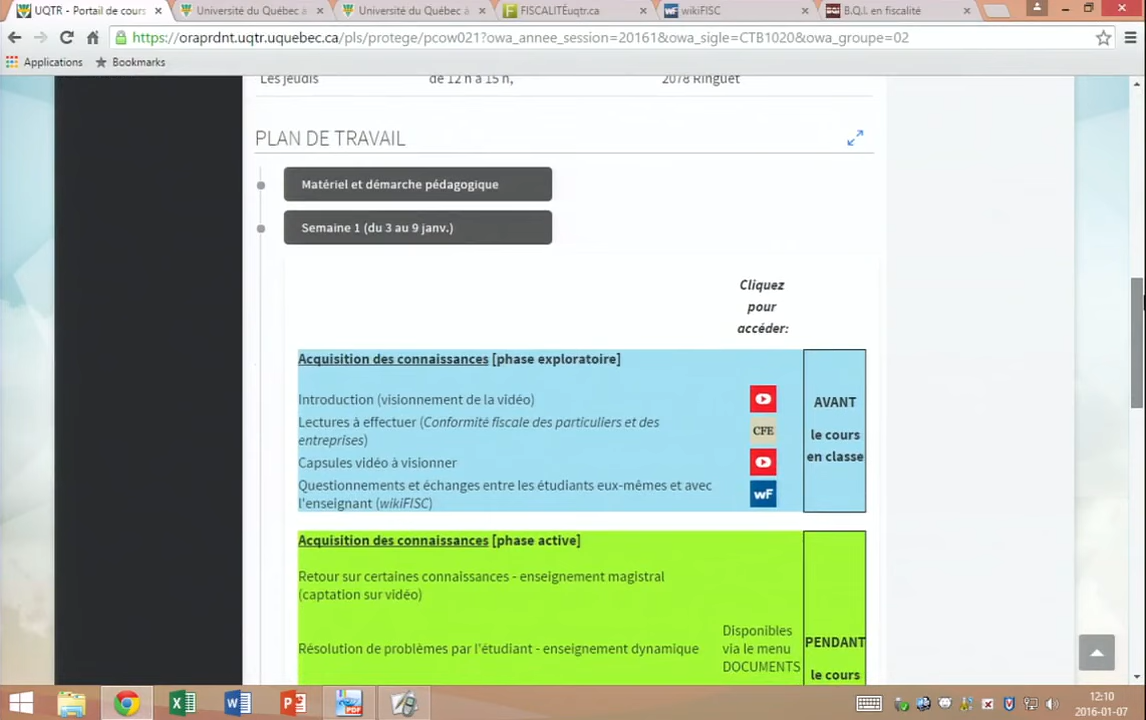 UQTR - Portail de cours
Université du Québec à
Université du Québec à
FISCALITÉuqtr.ca
wikiFISC
B.Q.I. en fiscalité
https://oraprdnt.uqtr.uquebec.ca/pls/protege/pcow021?owa_annee_session=20161&owa_sigle=CTB1020&owa_groupe=02
Applications
Bookmarks
Les jeudis
de 12 h à 15 h,
2078 Ringuet
PLAN DE TRAVAIL
Matériel et démarche pédagogique
Semaine 1 (du 3 au 9 janv.)
Cliquez
pour
accéder:
Acquisition des connaissances [phase exploratoire]
Introduction (visionnement de la vidéo)
Lectures à effectuer (Conformité fiscale des particuliers et des
entreprises)
CFE
Capsules vidéo à visionner
Questionnements et échanges entre les étudiants eux-mêmes et avec
l'enseignant (wikiFISC)
wF
AVANT
le cours
en classe
Acquisition des connaissances [phase active]
Retour sur certaines connaissances - enseignement magistral
(captation sur vidéo)
Résolution de problèmes par l'étudiant - enseignement dynamique
Disponibles
via le menu
DOCUMENTS
PENDANT
le cours
12:10
2016-01-07